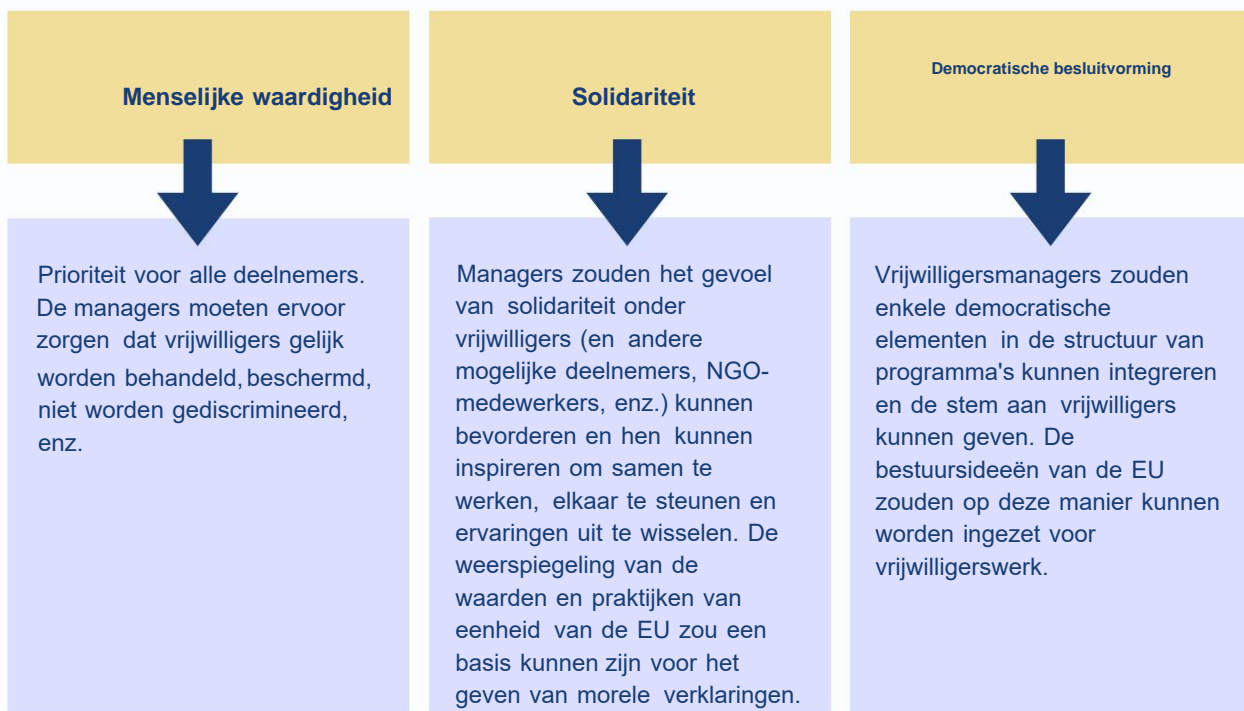 Menselijke waardigheid
Prioriteit voor alle deelnemers.
De managers moeten ervoor
zorgen dat vrijwilligers gelijk
worden behandeld, beschermd,
niet worden gediscrimineerd,
enz.
Solidariteit
Managers zouden het gevoel
van solidariteit onder
vrijwilligers (en andere
mogelijke deelnemers, NGO-
medewerkers, enz.) kunnen
bevorderen en hen kunnen
inspireren om samen te
werken, elkaar te steunen en
ervaringen uit te wisselen. De
weerspiegeling van de
waarden en praktijken van
eenheid van de EU zou een
basis kunnen zijn voor het
geven van morele verklaringen.
Democratische besluitvorming
Vrijwilligersmanagers zouden
enkele democratische
elementen in de structuur van
programma's kunnen integreren
en de stem aan vrijwilligers
kunnen geven. De
bestuursideeën van de EU
zouden op deze manier kunnen
worden ingezet voor
vrijwilligerswerk.